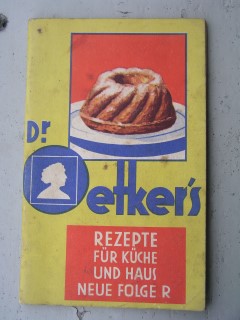 Dr.
Oetker's
REZEPTE
FÜR KÜCHE
UND HAUS
NEUE FOLGE R